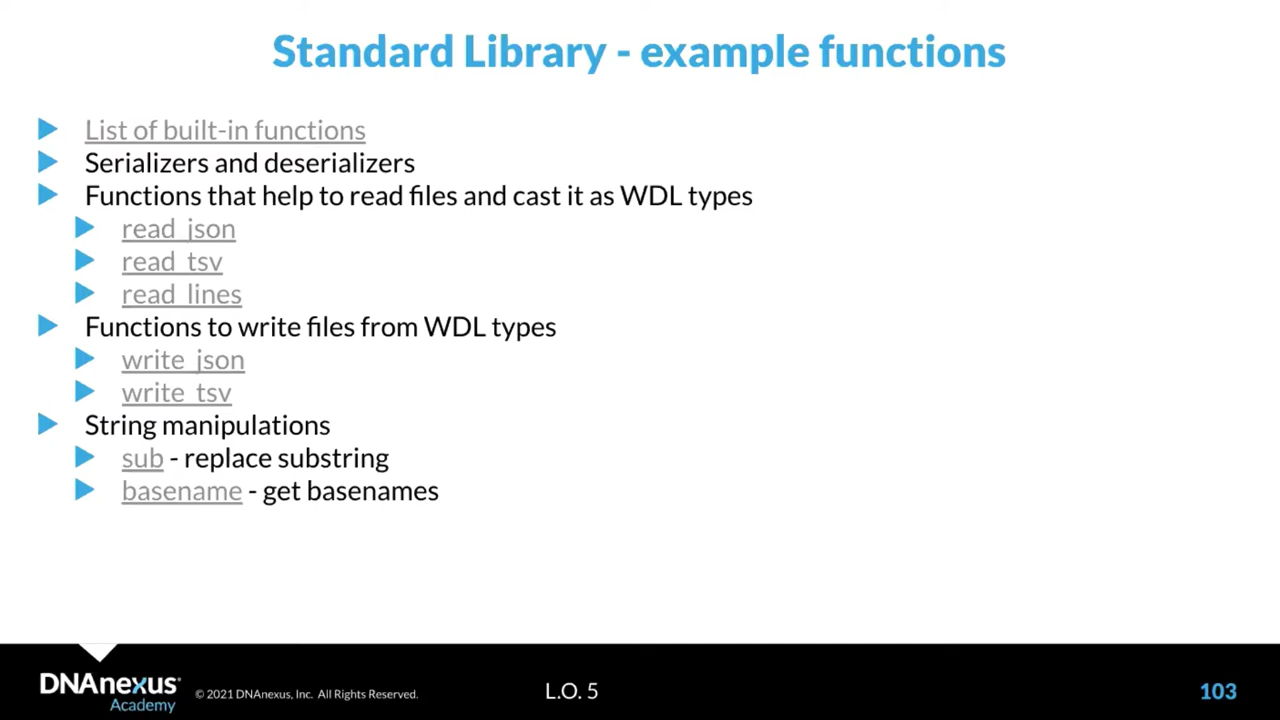 Standard Library - example functions
List of built-in functions
Serializers and deserializers
Functions that help to read files and cast it as WDL types
read_json
read_tsv
read_lines
Functions to write files from WDL types
write_json
write_tsv
String manipulations
sub - replace substring
basename - get basenames
DNAnexus®
Academy
© 2021 DNAnexus, Inc. All Rights Reserved.
L.O. 5
103